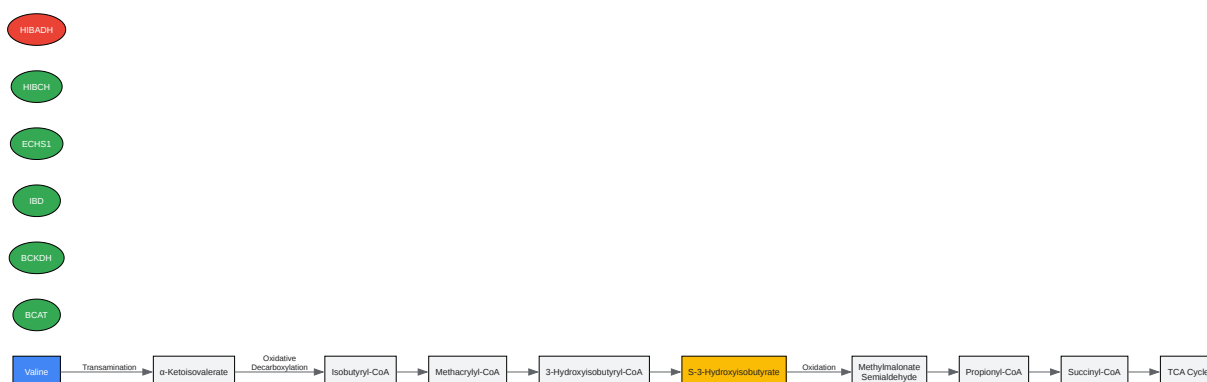 HIBADH
HIBCH
ECHS1
IBD
BCKDH
BCAT
Valine
Transamination
α-Ketoisovalerate
Oxidative
Decarboxylation
Isobutyryl-CoA
Methacrylyl-CoA
3-Hydroxyisobutyryl-CoA
S-3-Hydroxyisobutyrate
Oxidation
Methylmalonate
Semialdehyde
Propionyl-CoA
Succinyl-CoA
TCA Cycle